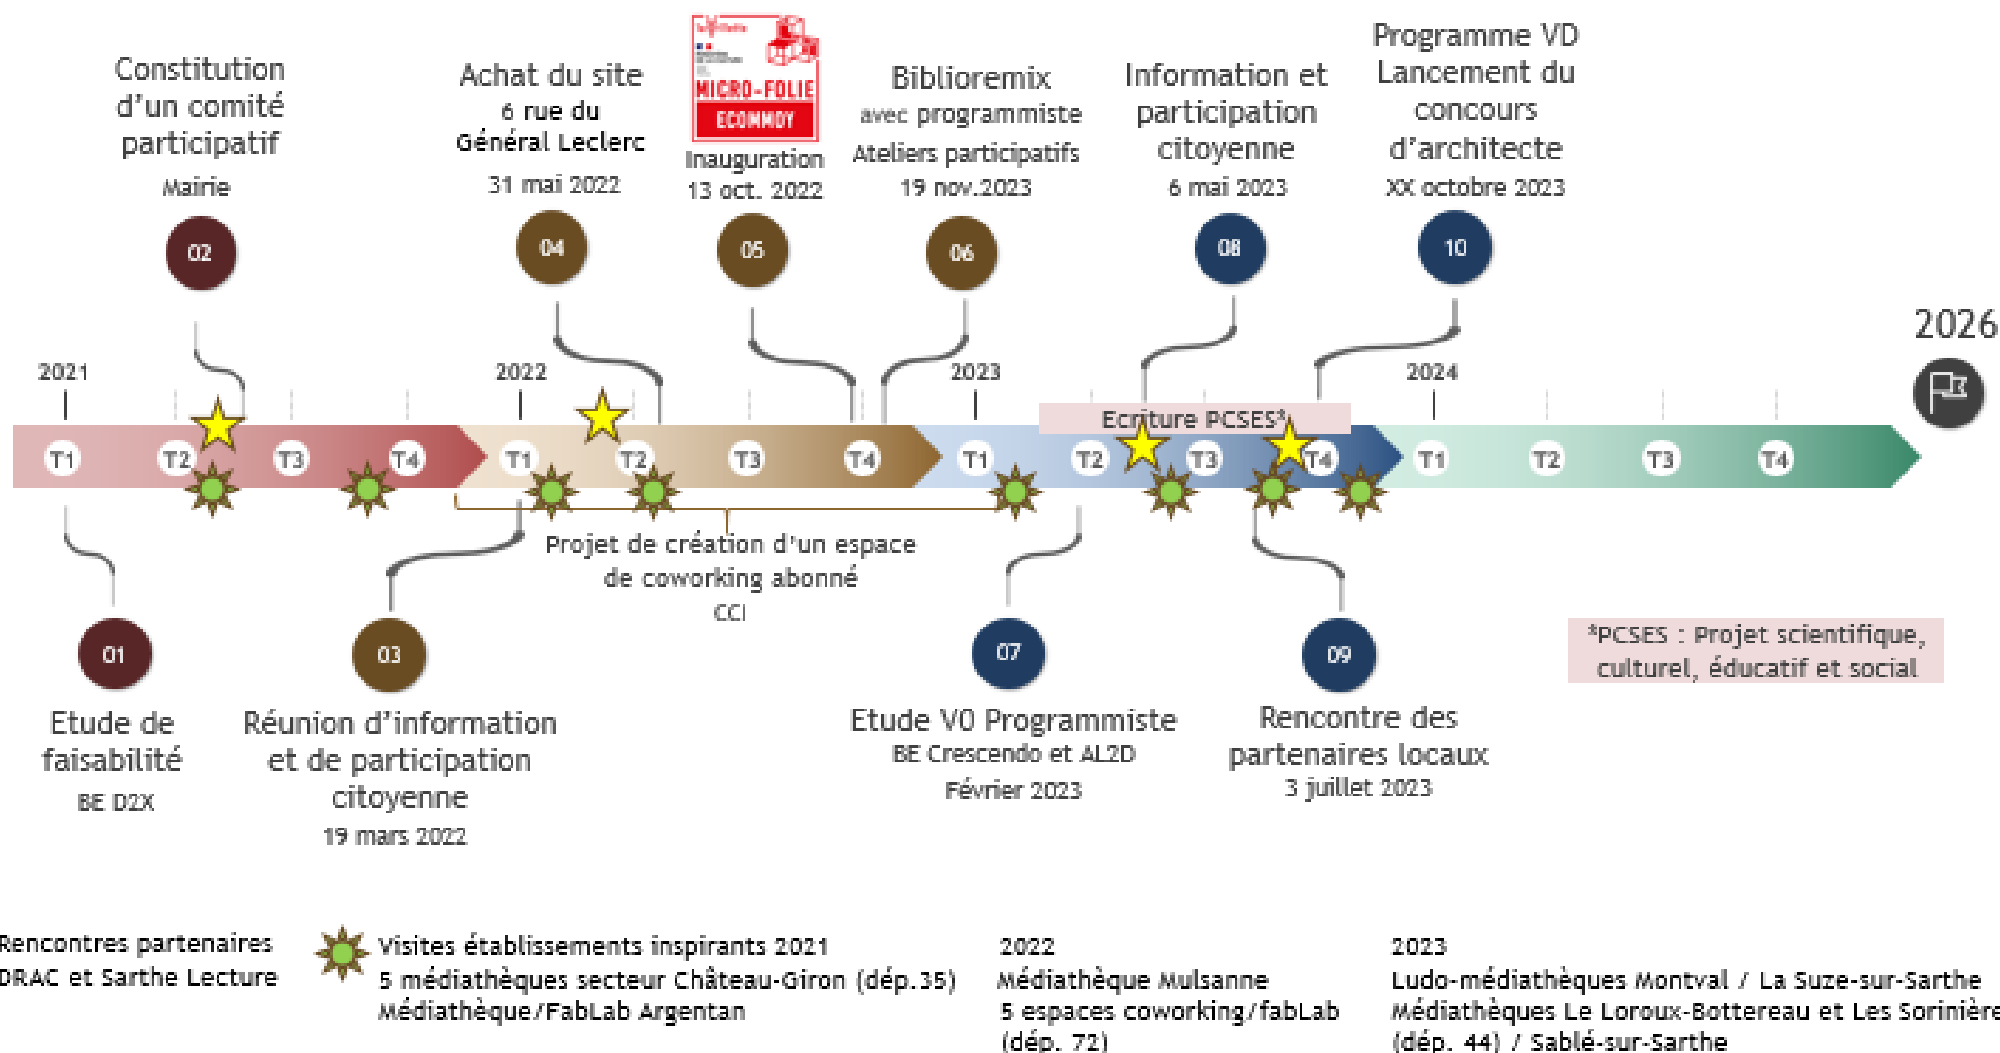 Constitution
d'un comité
participatif
Mairie
02
Achat du site
6 rue du
Général Leclerc
31 mai 2022
04
MICRO-FOLIE
ECOMMOY
Inauguration
13 oct. 2022
05
Biblioremix
avec programmiste
Ateliers participatifs
19 nov.2023
06
Information et
participation
citoyenne
6 mai 2023
08
Programme VD
Lancement du
concours
d'architecte
XX octobre 2023
10
2026
2021
2022
2023
2024
Ecriture PCSES*
T1
T2
T3
T4
T1
T2
T3
T4
T1
T2
T3
T4
T1
T2
T3
T4
Projet de création d'un espace
de coworking abonné
CCI
01
Etude de
faisabilité
BE D2X
03
Réunion d'information
et de participation
citoyenne
19 mars 2022
07
Etude V0 Programmiste
BE Crescendo et AL2D
Février 2023
09
Rencontre des
partenaires locaux
3 juillet 2023
*PCSES : Projet scientifique,
culturel, éducatif et social
Rencontres partenaires
DRAC et Sarthe Lecture
Visites établissements inspirants 2021
5 médiathèques secteur Château-Giron (dép.35)
Médiathèque/FabLab Argentan
2022
Médiathèque Mulsanne
5 espaces coworking/fabLab
(dép. 72)
2023
Ludo-médiathèques Montval / La Suze-sur-Sarthe
Médiathèques Le Loroux-Bottereau et Les Sorinière
(dép. 44) / Sablé-sur-Sarthe